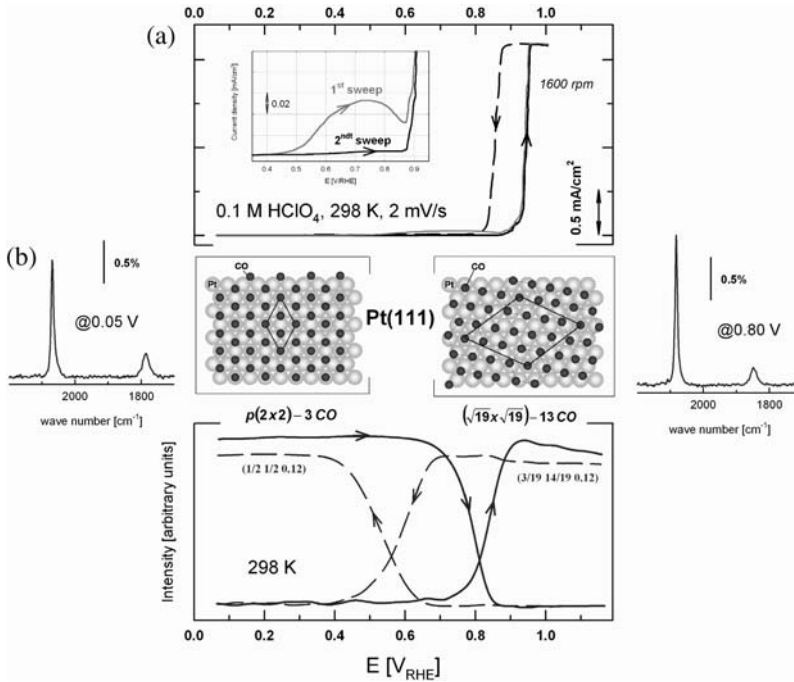 0.0 0.2 0.4 0.6 0.8 1.0
(a)
1st sweep
0.02
2ndt sweep
Current density [mA/cm2]
0.4 0.5 0.6 0.7 0.8 0.9
E [V/RHE]
1600 rpm
0.5 mA/cm2
0.1 M HClO4, 298 K, 2 mV/s
(b)
0.5%
@0.05 V
2000 1800
wave number [cm-1]
CO
Pt
Pt(111)
CO
Pt
0.5%
@0.80 V
2000 1800
wave number [cm-1]
p(2x2) – 3 CO
(√19x√19) – 13 CO
(1/2 1/2 0.12)
(3/19 14/19 0.12)
298 K
Intensity [arbitrary units]
0.0 0.2 0.4 0.6 0.8 1.0
E [VRHE]